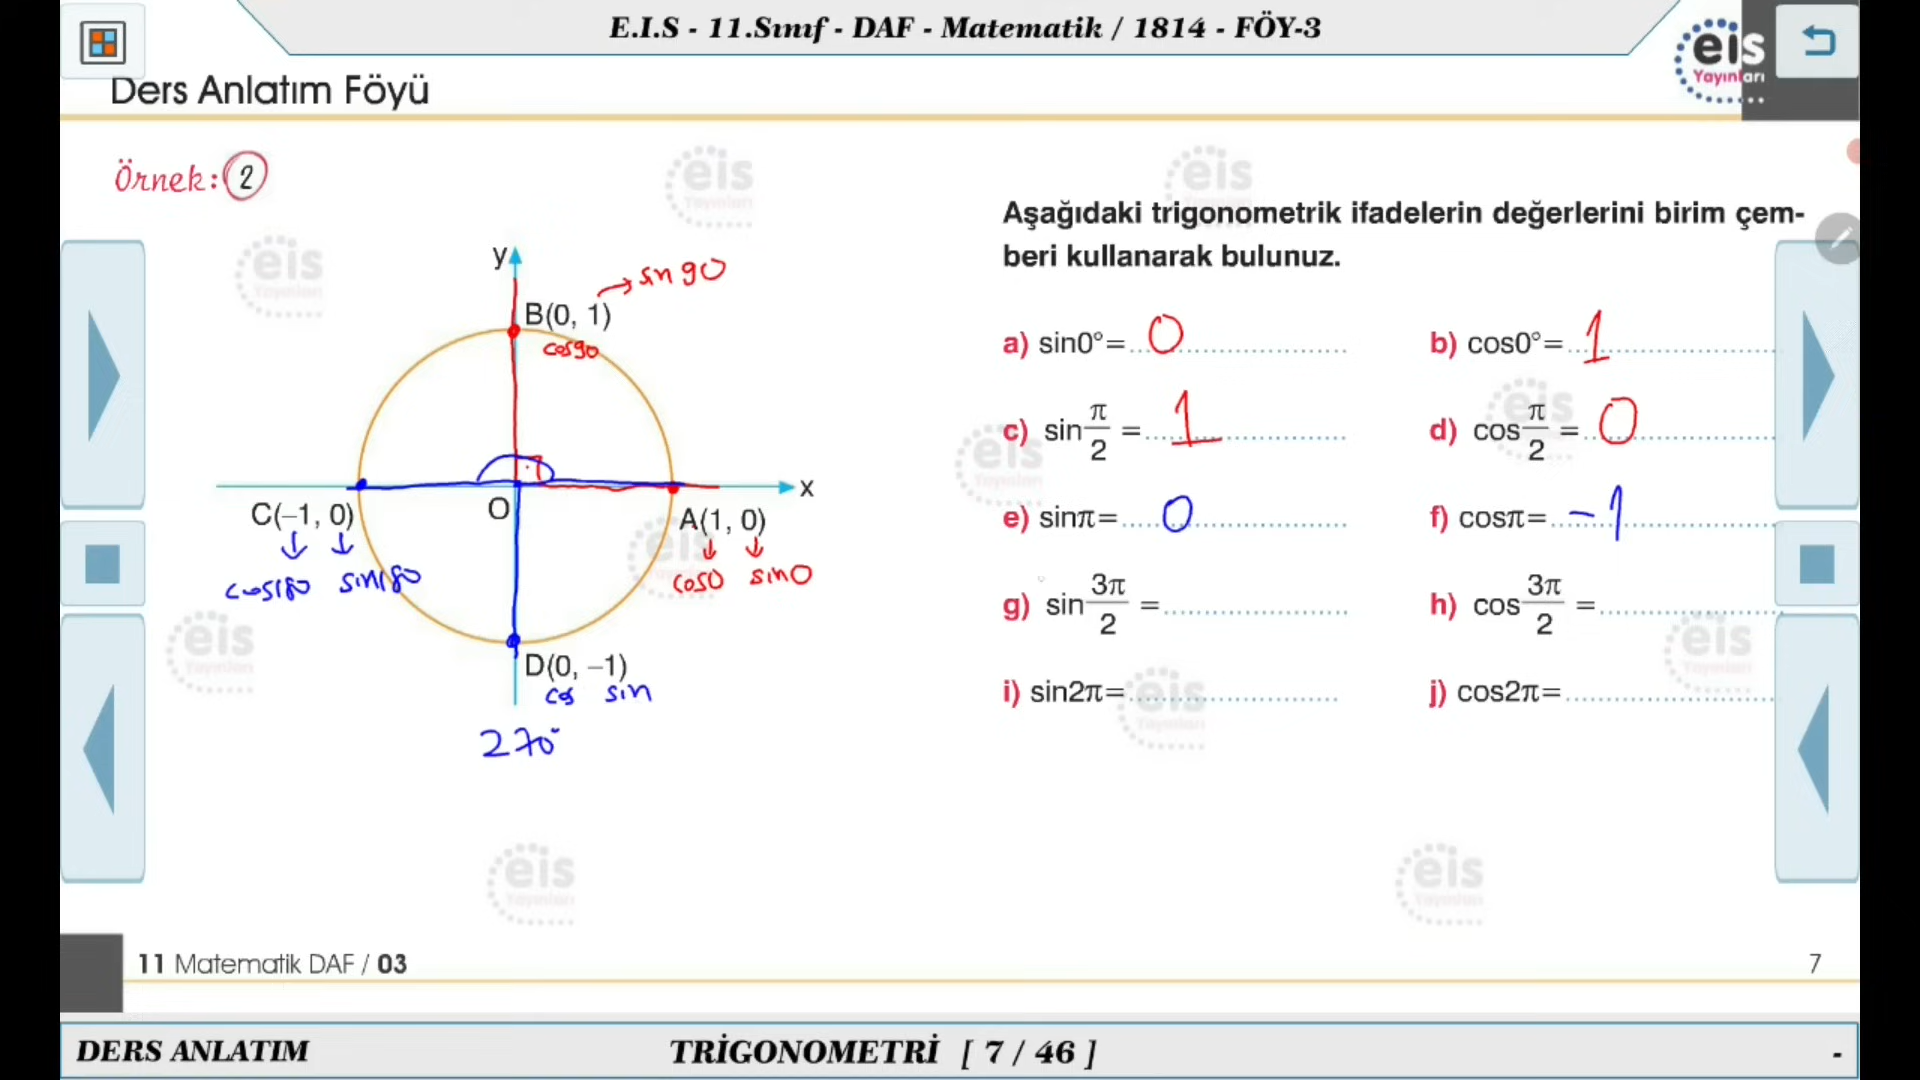 E.I.S - 11.Sınıf - DAF - Matematik / 1814 - FÖY-3
eis
Yayınları
Ders Anlatım Föyü
Örnek: 2
Aşağıdaki trigonometrik ifadelerin değerlerini birim çem-
beri kullanarak bulunuz.
y
sin 90
B(0, 1)
cos90
x
O
C(–1, 0)
A(1, 0)
cos180 sin180
cos0 sin0
D(0, –1)
cos sin
270°
a) sin0°= 0
b) cos0°= 1
c) sin π/2 = 1
d) cos π/2 = 0
e) sinπ= 0
f) cosπ= -1
g) sin 3π/2 =
h) cos 3π/2 =
i) sin2π=
j) cos2π=
11 Matematik DAF / 03
7
DERS ANLATIM
TRİGONOMETRİ [ 7 / 46 ]
-